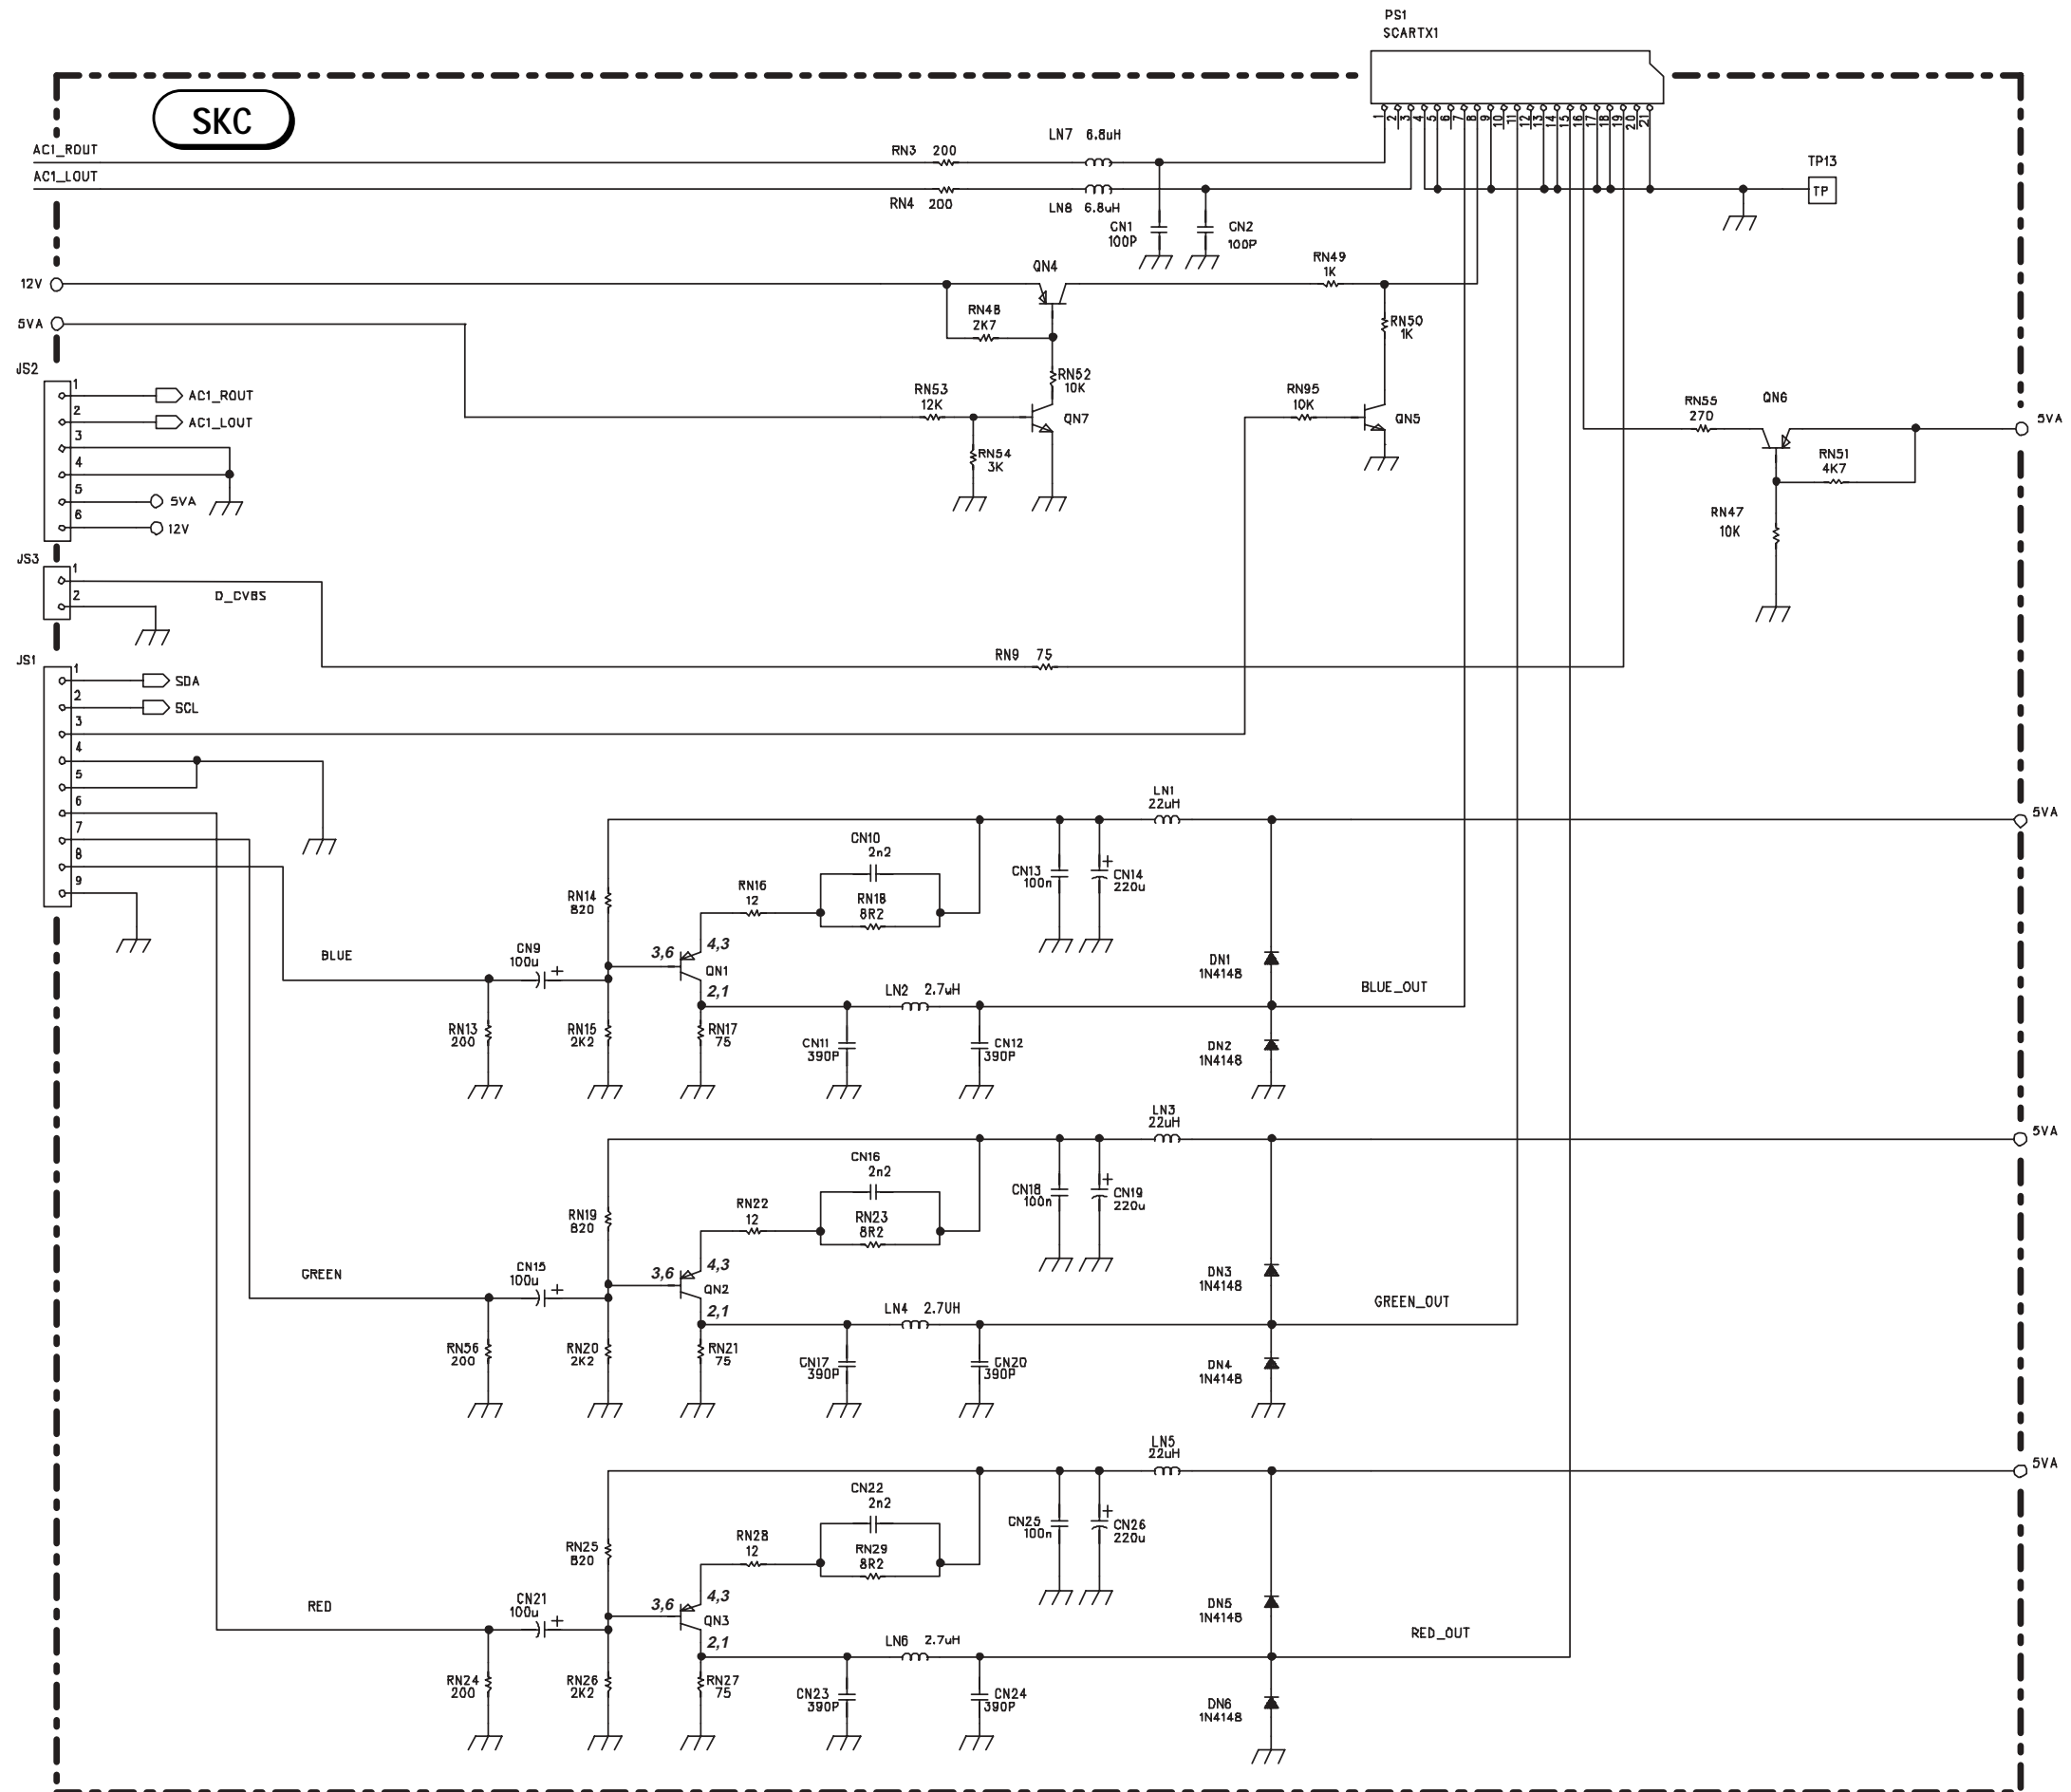 PS1
SCARTX1
SKC
1 2 3 4 5 6 7 8 9 10 11 12 13 14 15 16 17 18 19 20 21
AC1_ROUT
RN3 200
LN7 6.8uH
AC1_LOUT
RN4 200
LN8 6.8uH
TP13
TP
CN1
100P
CN2
100P
12V
QN4
RN49
1K
5VA
RN48
2K7
RN50
1K
JS2
1
AC1_ROUT
2
AC1_LOUT
3
4
5
5VA
6
12V
RN52
10K
RN53
12K
QN7
RN54
3K
RN95
10K
QN5
RN55
270
QN6
5VA
RN51
4K7
RN47
10K
JS3
1
2
D_CVBS
RN9 75
JS1
1
SDA
2
SCL
3
4
5
6
7
8
9
LN1
22uH
5VA
CN10
2n2
RN14
820
RN16
12
RN18
8R2
CN13
100n
+
CN14
220u
BLUE
CN9
100u
+
3,6
4,3
QN1
2,1
DN1
1N4148
LN2 2.7uH
BLUE_OUT
RN13
200
RN15
2K2
RN17
75
CN11
390P
CN12
390P
DN2
1N4148
LN3
22uH
5VA
CN16
2n2
RN19
820
RN22
12
RN23
8R2
CN18
100n
+
CN19
220u
GREEN
CN15
100u
+
3,6
4,3
QN2
2,1
DN3
1N4148
LN4 2.7UH
GREEN_OUT
RN56
200
RN20
2K2
RN21
75
CN17
390P
CN20
390P
DN4
1N4148
LN5
22uH
5VA
CN22
2n2
RN25
820
RN28
12
RN29
8R2
CN25
100n
+
CN26
220u
RED
CN21
100u
+
3,6
4,3
QN3
2,1
DN5
1N4148
LN6 2.7uH
RED_OUT
RN24
200
RN26
2K2
RN27
75
CN23
390P
CN24
390P
DN6
1N4148